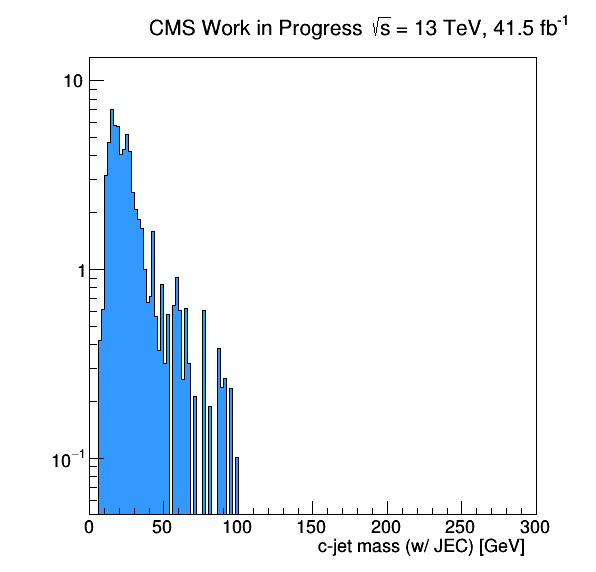 CMS Work in Progress √s = 13 TeV, 41.5 fb⁻¹
10
1
10⁻¹
0 50 100 150 200 250 300
c-jet mass (w/ JEC) [GeV]